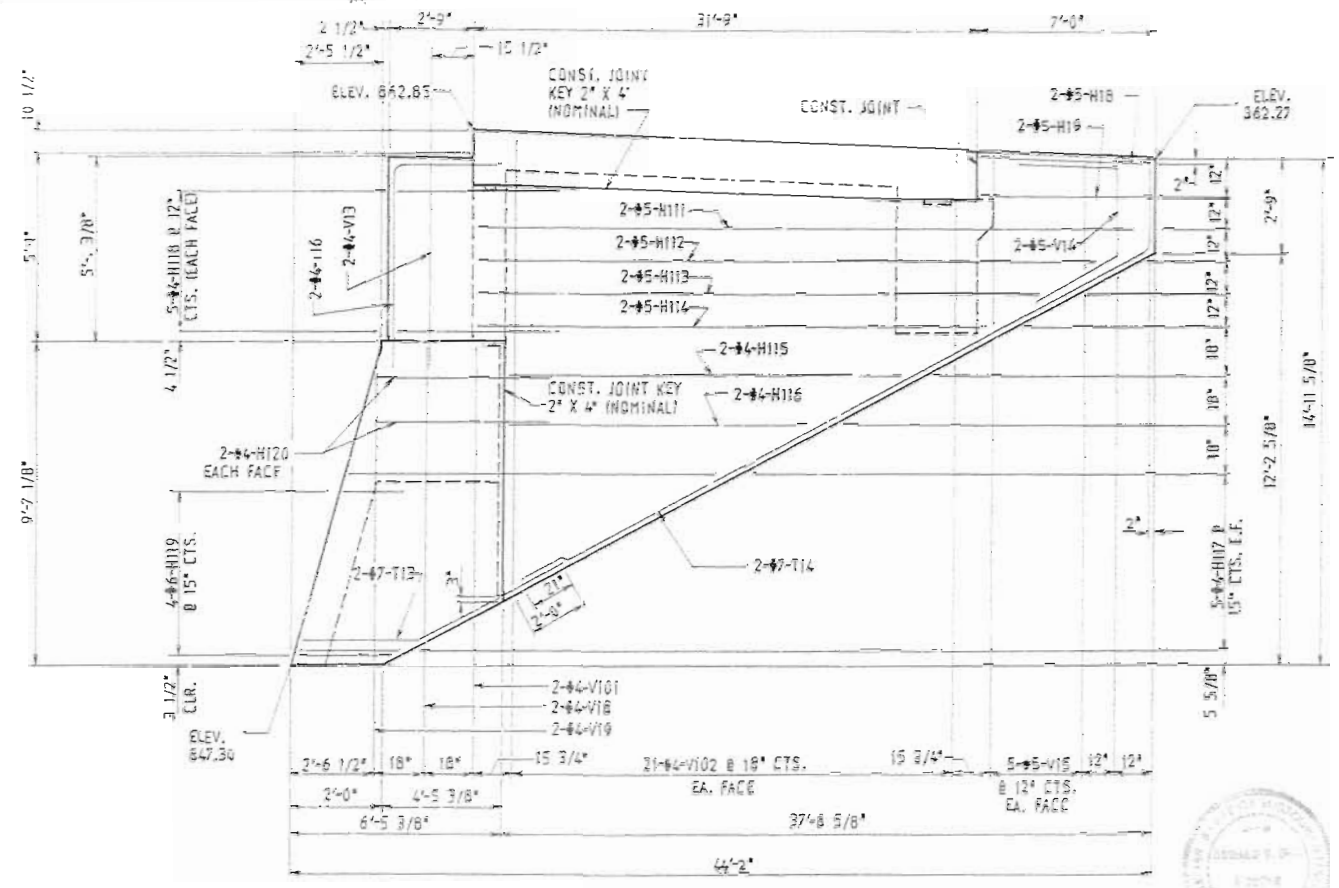 2'-9"
31'-9"
7'-0"
2 1/2"
2'-5 1/2"
15 1/2"
10 1/2"
ELEV. 862.83
CONST. JOINT
KEY 2" X 4"
(NOMINAL)
CONST. JOINT
2-#5-H18
2-#5-H19
ELEV.
862.27
2"
12"
12"
12"
12"
12"
2'-9"
5'-1"
5-#4-H118 @ 12"
CTS. (EACH FACE)
2-#4-116
2-#4-V13
2-#5-H111
2-#5-H112
2-#5-H113
2-#5-H114
2-#5-V14
4 1/2"
2-#4-H115
2-#4-H116
CONST. JOINT KEY
2" X 4" (NOMINAL)
18"
18"
18"
14'-11 5/8"
12'-2 5/8"
2-#4-H120
EACH FACE
9'-7 1/8"
4-#6-H119
@ 15" CTS.
2-#7-T13
3"
21"
2'-0"
2-#7-T14
2"
5-#4-H117 @
15" CTS. E.F.
3 1/2"
CLR.
5 5/8"
ELEV.
847.30
2-#4-V101
2-#4-V18
2-#4-V19
2'-6 1/2"
18"
18"
15 3/4"
21-#4-V102 @ 18" CTS.
EA. FACE
15 3/4"
5-#5-V15
@ 12" CTS.
EA. FACE
12"
12"
2'-0"
4'-5 3/8"
6'-5 3/8"
37'-8 5/8"
44'-2"